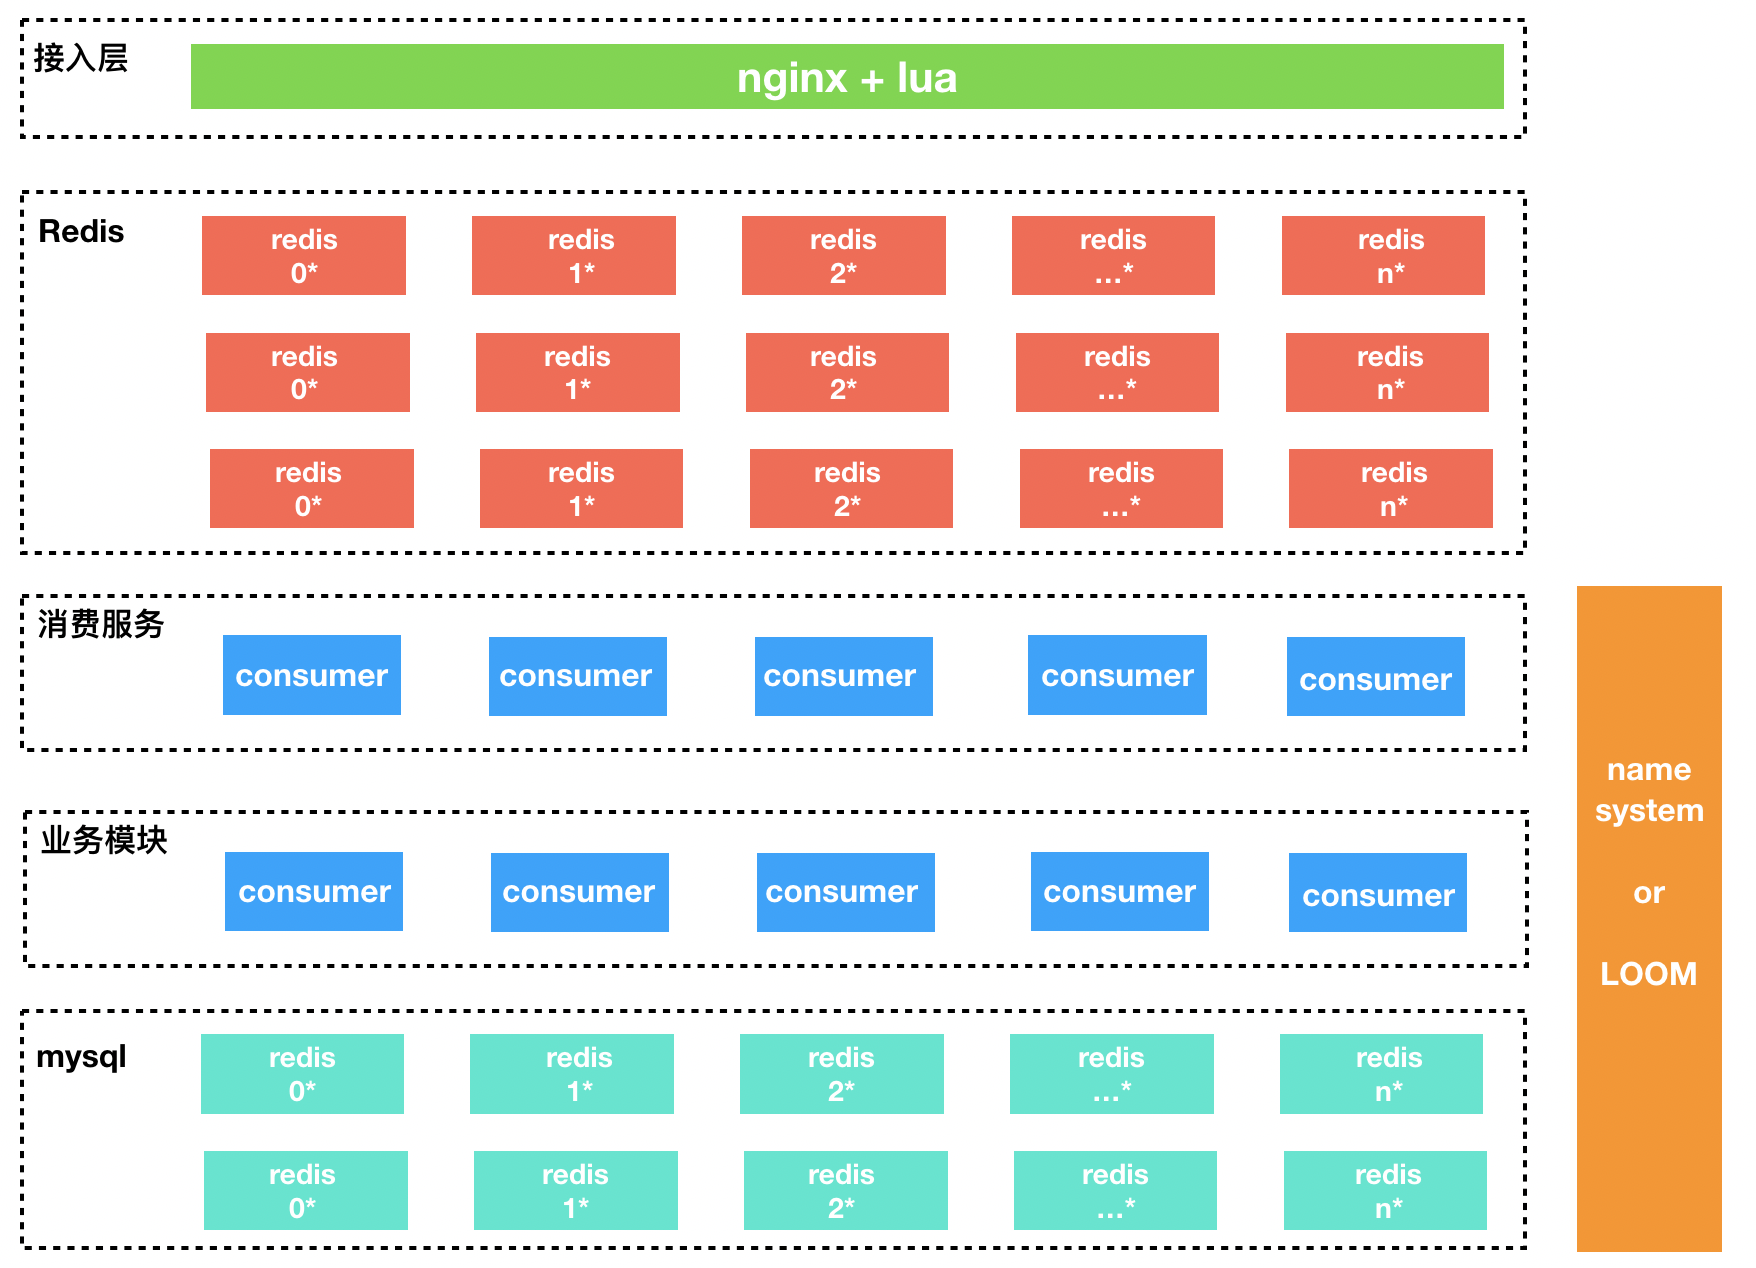 接入层
nginx + lua
Redis
redis
0*
redis
1*
redis
2*
redis
...*
redis
n*
redis
0*
redis
1*
redis
2*
redis
...*
redis
n*
redis
0*
redis
1*
redis
2*
redis
...*
redis
n*
消费服务
consumer
consumer
consumer
consumer
consumer
业务模块
consumer
consumer
consumer
consumer
consumer
mysql
redis
0*
redis
1*
redis
2*
redis
...*
redis
n*
redis
0*
redis
1*
redis
2*
redis
...*
redis
n*
name
system
or
LOOM